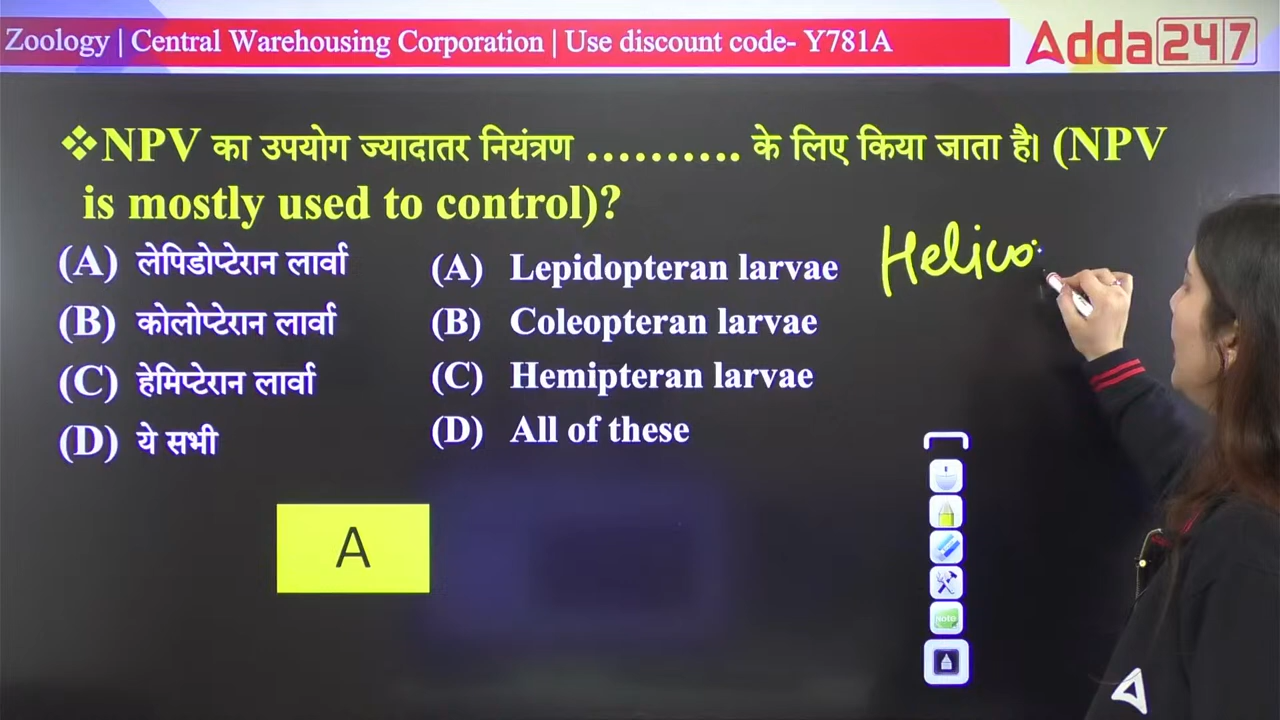 Zoology | Central Warehousing Corporation | Use discount code- Y781A
Adda247
❖NPV का उपयोग ज्यादातर नियंत्रण ………. के लिए किया जाता है। (NPV
is mostly used to control)?
(A) लेपिडोप्टेरान लार्वा
(B) कोलोप्टेरान लार्वा
(C) हेमिप्टेरान लार्वा
(D) ये सभी
(A) Lepidopteran larvae
(B) Coleopteran larvae
(C) Hemipteran larvae
(D) All of these
Helico
A
Note